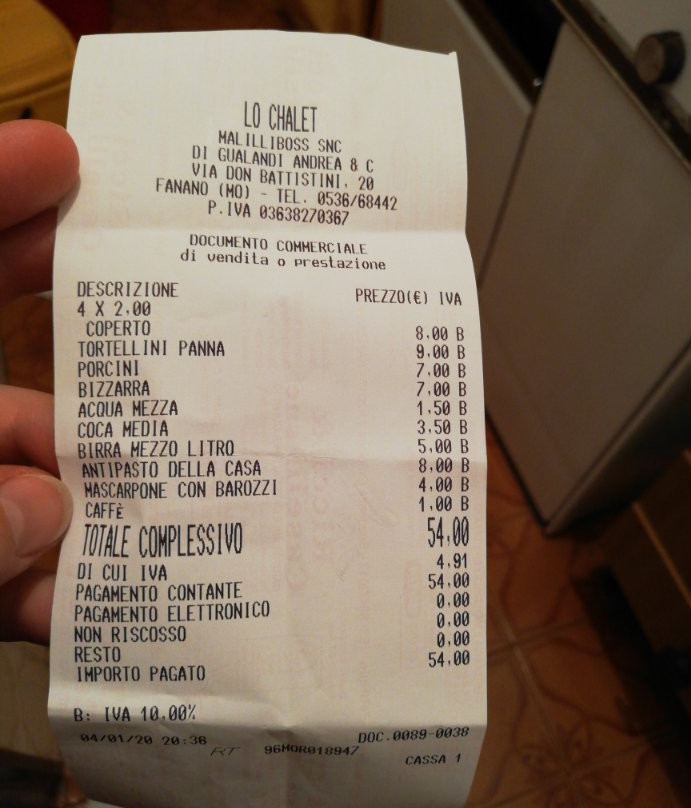 LO CHALET
MALILLIBOSS SNC
DI GUALANDI ANDREA & C
VIA DON BATTISTINI, 20
FANANO (MO) - TEL. 0536/68442
P.IVA 03638270367
DOCUMENTO COMMERCIALE
di vendita o prestazione
DESCRIZIONE PREZZO(€) IVA
4 X 2,00
COPERTO 8,00 B
TORTELLINI PANNA 9,00 B
PORCINI 7,00 B
BIZZARRA 7,00 B
ACQUA MEZZA 1,50 B
COCA MEDIA 3,50 B
BIRRA MEZZO LITRO 5,00 B
ANTIPASTO DELLA CASA 8,00 B
MASCARPONE CON BAROZZI 4,00 B
CAFFÈ 1,00 B
TOTALE COMPLESSIVO 54,00
DI CUI IVA 4,91
PAGAMENTO CONTANTE 54,00
PAGAMENTO ELETTRONICO 0,00
NON RISCOSSO 0,00
RESTO 0,00
IMPORTO PAGATO 54,00
B: IVA 10,00%
04/01/20 20:36 DOC.0089-0038
RT 96MOR018947 CASSA 1